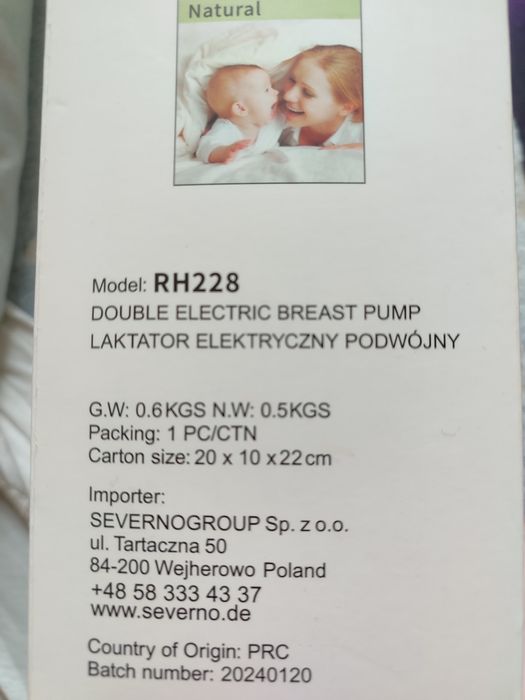 Natural
Model: RH228
DOUBLE ELECTRIC BREAST PUMP
LAKTATOR ELEKTRYCZNY PODWÓJNY
G.W: 0.6KGS N.W: 0.5KGS
Packing: 1 PC/CTN
Carton size: 20 x 10 x22cm
Importer:
SEVERNOGROUP Sp. z o.o.
ul. Tartaczna 50
84-200 Wejherowo Poland
+48 58 333 43 37
www.severno.de
Country of Origin: PRC
Batch number: 20240120